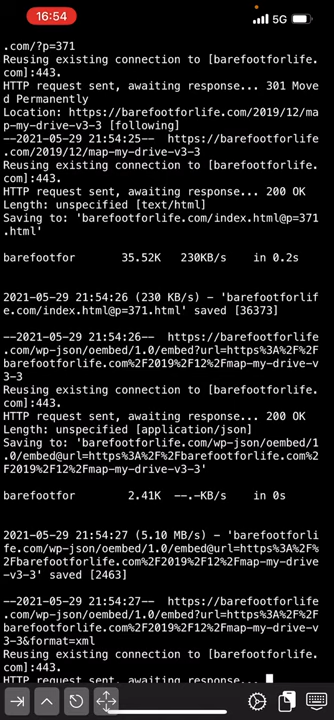 16:54
5G
.com/?p=371
Reusing existing connection to [barefootforlife.
com]:443.
HTTP request sent, awaiting response... 301 Move
d Permanently
Location: https://barefootforlife.com/2019/12/ma
p-my-drive-v3-3 [following]
--2021-05-29 21:54:25--  https://barefootforlife
.com/2019/12/map-my-drive-v3-3
Reusing existing connection to [barefootforlife.
com]:443.
HTTP request sent, awaiting response... 200 OK
Length: unspecified [text/html]
Saving to: 'barefootforlife.com/index.html@p=371
.html'
barefootfor     35.52K   230KB/s    in 0.2s
2021-05-29 21:54:26 (230 KB/s) - 'barefootforlif
e.com/index.html@p=371.html' saved [36373]
--2021-05-29 21:54:26--  https://barefootforlife
.com/wp-json/oembed/1.0/embed?url=https%3A%2F%2F
barefootforlife.com%2F2019%2F12%2Fmap-my-drive-v
3-3
Reusing existing connection to [barefootforlife.
com]:443.
HTTP request sent, awaiting response... 200 OK
Length: unspecified [application/json]
Saving to: 'barefootforlife.com/wp-json/oembed/1
.0/embed@url=https%3A%2F%2Fbarefootforlife.com%2
F2019%2F12%2Fmap-my-drive-v3-3'
barefootfor      2.41K  --.-KB/s    in 0s
2021-05-29 21:54:27 (5.10 MB/s) - 'barefootforli
fe.com/wp-json/oembed/1.0/embed@url=https%3A%2F%
2Fbarefootforlife.com%2F2019%2F12%2Fmap-my-drive
-v3-3' saved [2463]
--2021-05-29 21:54:27--  https://barefootforlife
.com/wp-json/oembed/1.0/embed?url=https%3A%2F%2F
barefootforlife.com%2F2019%2F12%2Fmap-my-drive-v
3-3&format=xml
Reusing existing connection to [barefootforlife.
com]:443.
HTTP request sent, awaiting response...